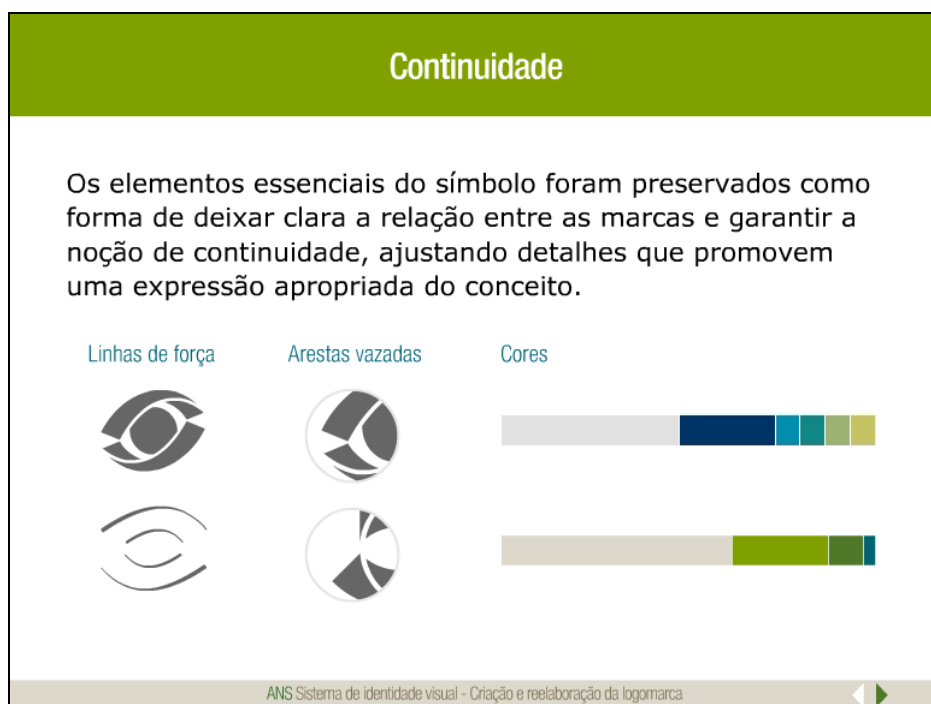 Continuidade
Os elementos essenciais do símbolo foram preservados como
forma de deixar clara a relação entre as marcas e garantir a
noção de continuidade, ajustando detalhes que promovem
uma expressão apropriada do conceito.
Linhas de força
Arestas vazadas
Cores
ANS Sistema de identidade visual - Criação e reelaboração da logomarca